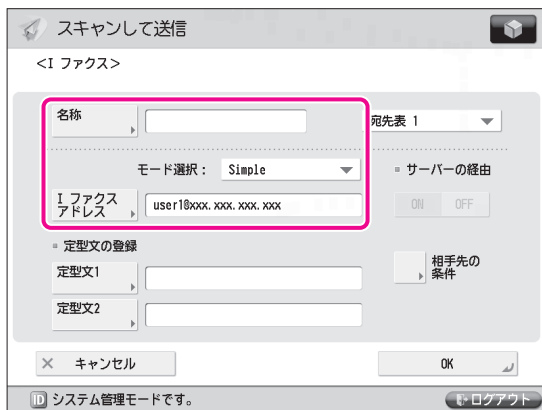 スキャンして送信
<I ファクス>
名称
宛先表 1
モード選択： Simple
サーバーの経由
I ファクス
アドレス
user1@xxx.xxx.xxx.xxx
ON OFF
定型文の登録
定型文1
相手先の
条件
定型文2
キャンセル
OK
ID システム管理モードです。
ログアウト